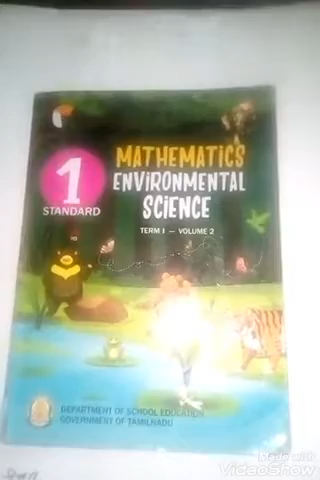 1
STANDARD
MATHEMATICS
ENVIRONMENTAL
SCIENCE
TERM I - VOLUME 2
DEPARTMENT OF SCHOOL EDUCATION
GOVERNMENT OF TAMILNADU
Made with
VideoShow